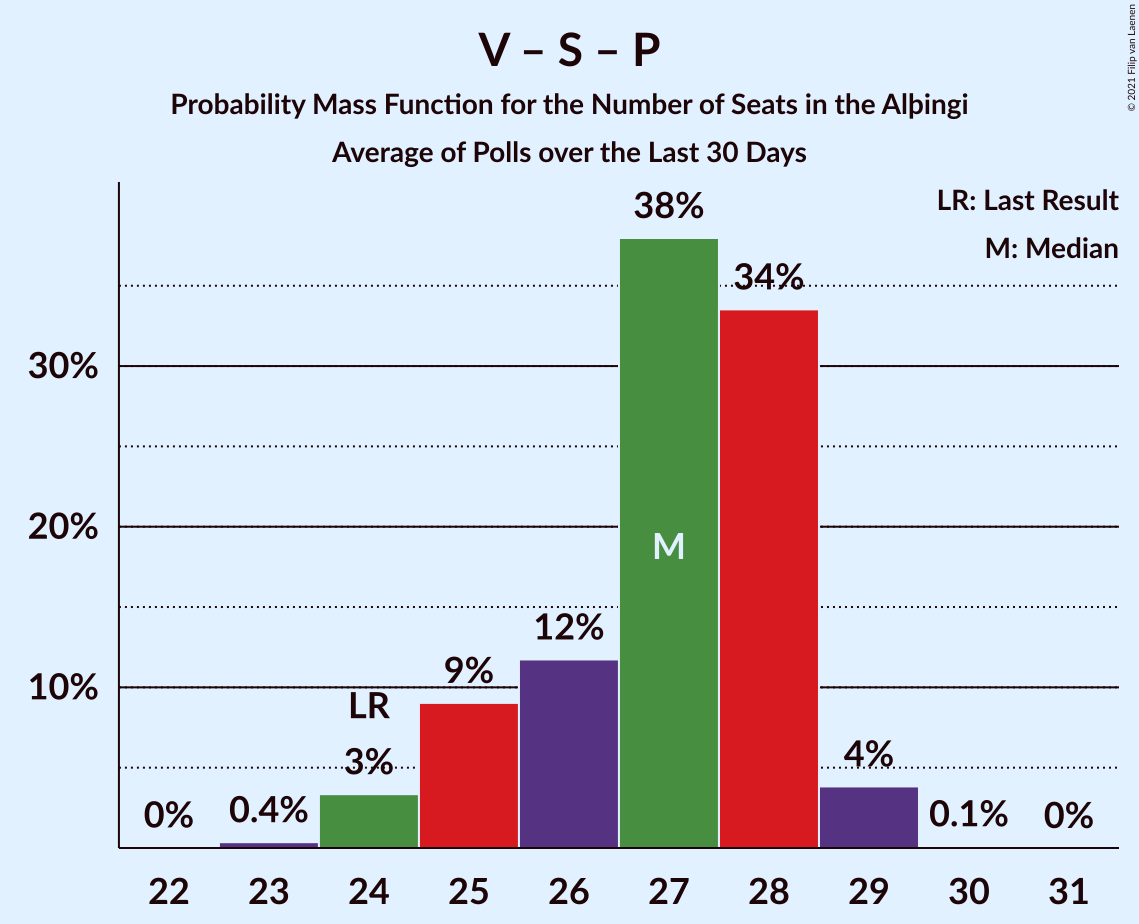 V – S – P
Probability Mass Function for the Number of Seats in the Alþingi
Average of Polls over the Last 30 Days
© 2021 Filip van Laenen
LR: Last Result
M: Median
38%
34%
30%
20%
M
12%
9%
10%
LR
3%
4%
0%
0.4%
0.1%
0%
22 23 24 25 26 27 28 29 30 31